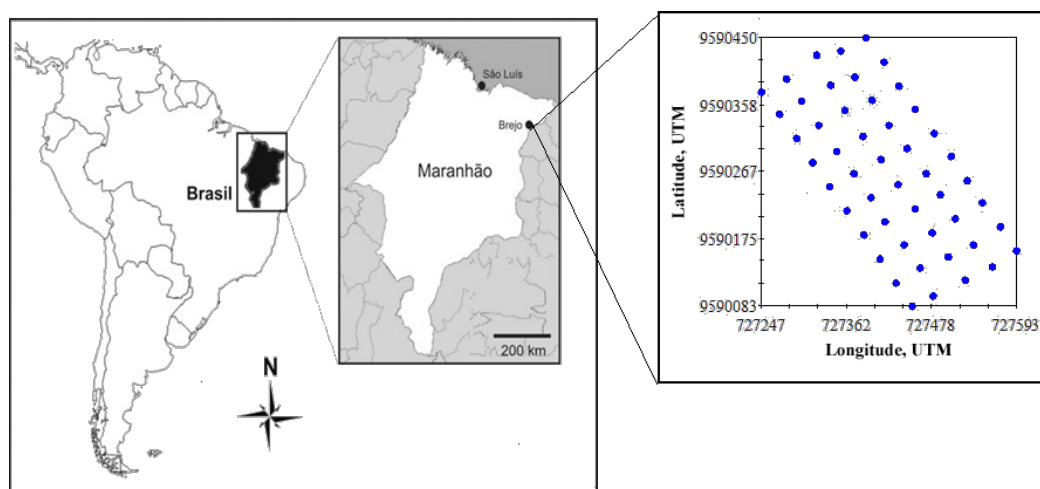 Brasil
N
São Luís
Brejo
Maranhão
200 km
Latitude, UTM
9590450
9590358
9590267
9590175
9590083
727247
727362
727478
727593
Longitude, UTM